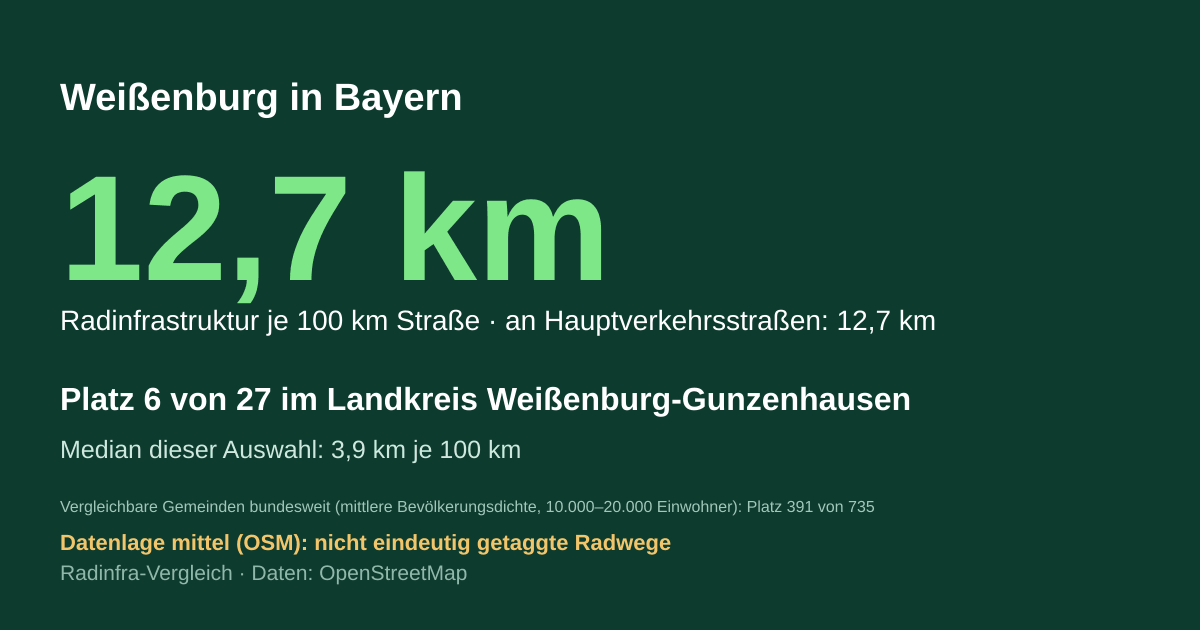 Weißenburg in Bayern
12,7 km
Radinfrastruktur je 100 km Straße · an Hauptverkehrsstraßen: 12,7 km
Platz 6 von 27 im Landkreis Weißenburg-Gunzenhausen
Median dieser Auswahl: 3,9 km je 100 km
Vergleichbare Gemeinden bundesweit (mittlere Bevölkerungsdichte, 10.000–20.000 Einwohner): Platz 391 von 735
Datenlage mittel (OSM): nicht eindeutig getaggte Radwege
Radinfra-Vergleich · Daten: OpenStreetMap